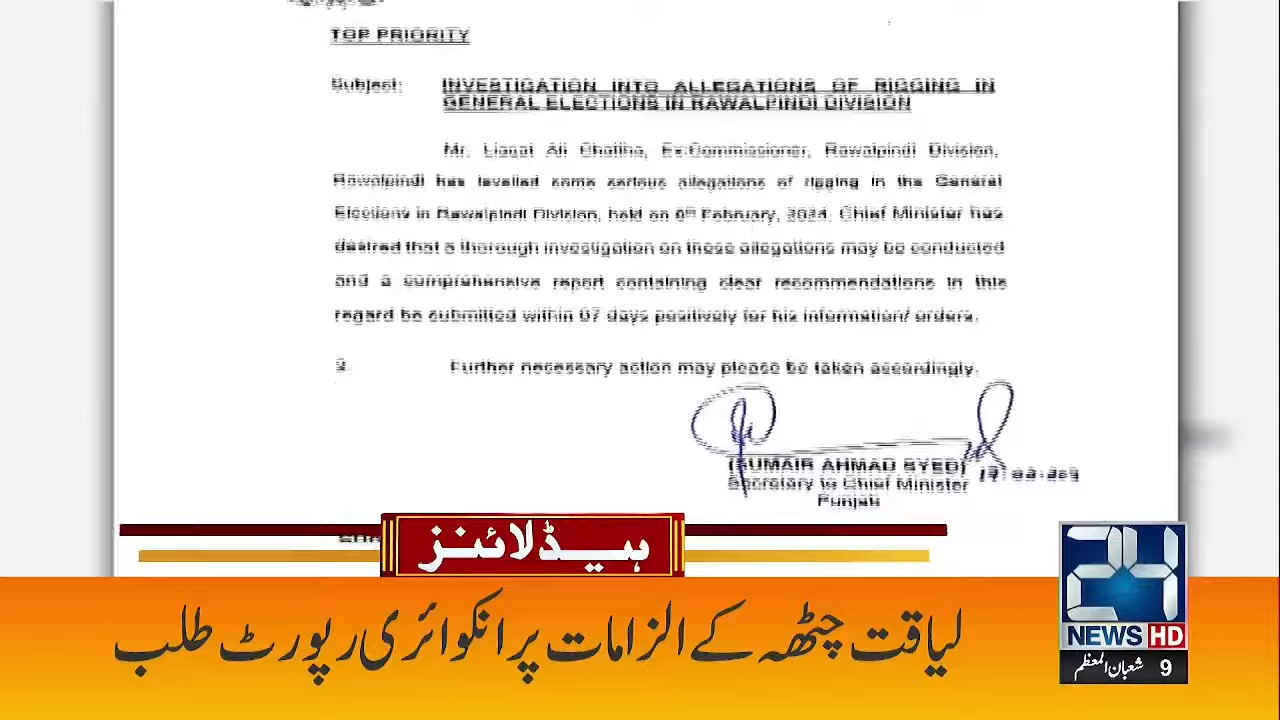 TOP PRIORITY
Subject: INVESTIGATION INTO ALLEGATIONS OF RIGGING IN
GENERAL ELECTIONS IN RAWALPINDI DIVISION
Mr. Liaqat Ali Chattha, Ex-Commissioner, Rawalpindi Division,
Rawalpindi has levelled some serious allegations of rigging in the General
Elections in Rawalpindi Division, held on 8th February, 2024. Chief Minister has
desired that a thorough investigation on these allegations may be conducted
and a comprehensive report containing clear recommendations in this
regard be submitted within 07 days positively for his information/ orders.
2. Further necessary action may please be taken accordingly.
(SUMAIR AHMAD SYED)
Secretary to Chief Minister
Punjab
ہیڈلائنز
لیاقت چٹھہ کے الزامات پر انکوائری رپورٹ طلب
24
NEWS HD
9 شعبان المعظم